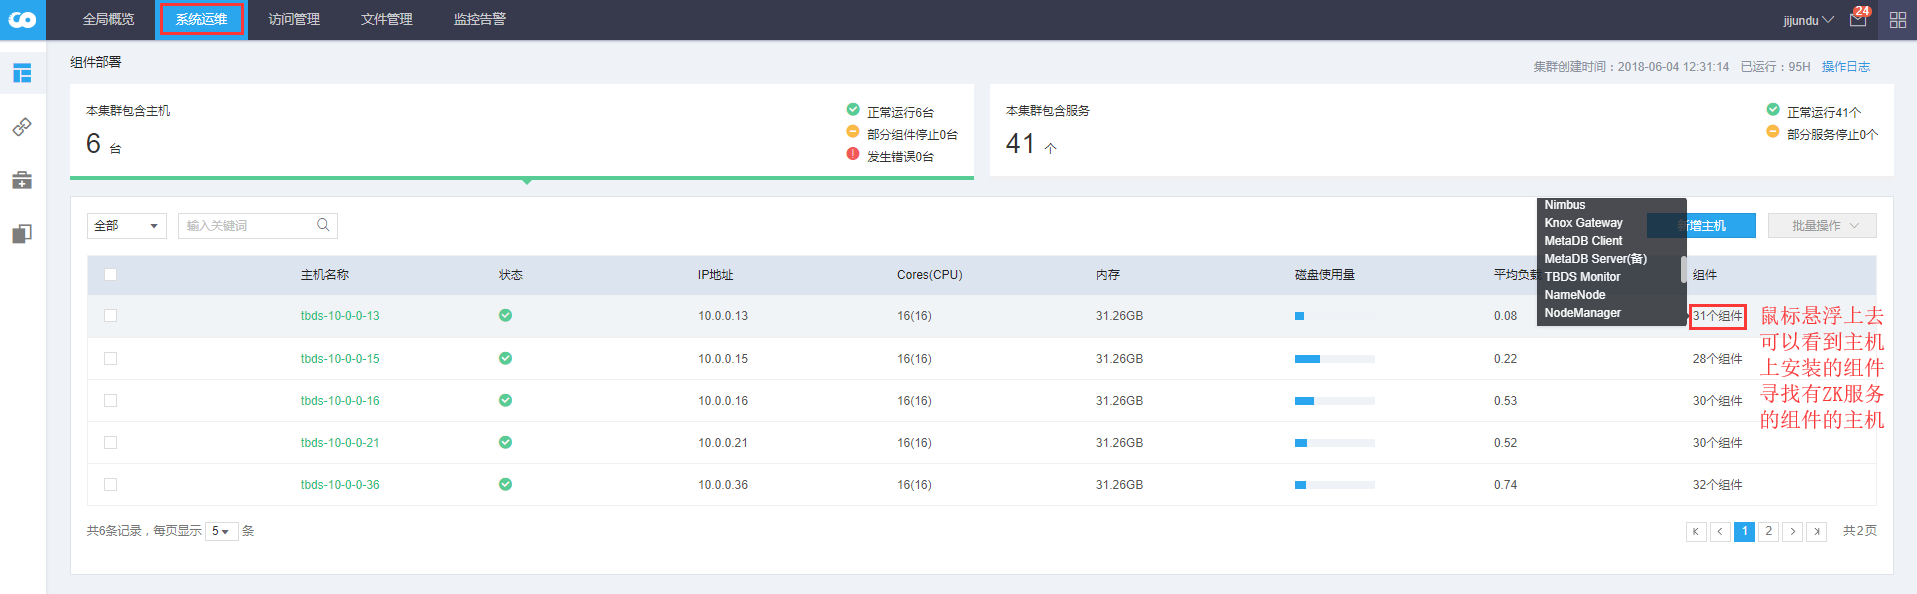 全局概览 系统运维 访问管理 文件管理 监控告警 jijundu 24
组件部署
集群创建时间：2018-06-04 12:31:14 已运行：95H 操作日志
本集群包含主机
6 台
正常运行6台
部分组件停止0台
发生错误0台
本集群包含服务
41 个
正常运行41个
部分服务停止0个
全部 输入关键词 新增主机 批量操作
Nimbus
Knox Gateway
MetaDB Client
MetaDB Server(备)
TBDS Monitor
NameNode
NodeManager
主机名称 状态 IP地址 Cores(CPU) 内存 磁盘使用量 平均负载 组件
tbds-10-0-0-13 10.0.0.13 16(16) 31.26GB 0.08 31个组件
tbds-10-0-0-15 10.0.0.15 16(16) 31.26GB 0.22 28个组件
tbds-10-0-0-16 10.0.0.16 16(16) 31.26GB 0.53 30个组件
tbds-10-0-0-21 10.0.0.21 16(16) 31.26GB 0.52 30个组件
tbds-10-0-0-36 10.0.0.36 16(16) 31.26GB 0.74 32个组件
鼠标悬浮上去
可以看到主机
上安装的组件
寻找有ZK服务
的组件的主机
共6条记录，每页显示 5 条
1 2 共2页